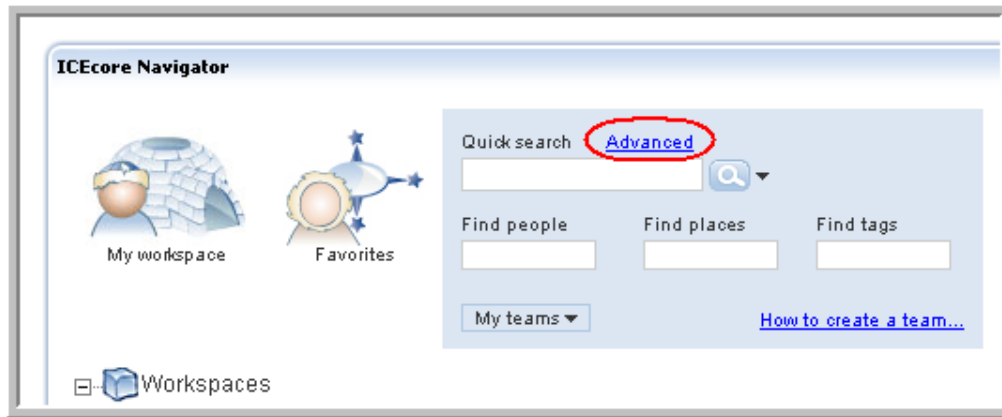 ICEcore Navigator
Quick search Advanced
Find people Find places Find tags
My workspace Favorites
My teams How to create a team...
Workspaces